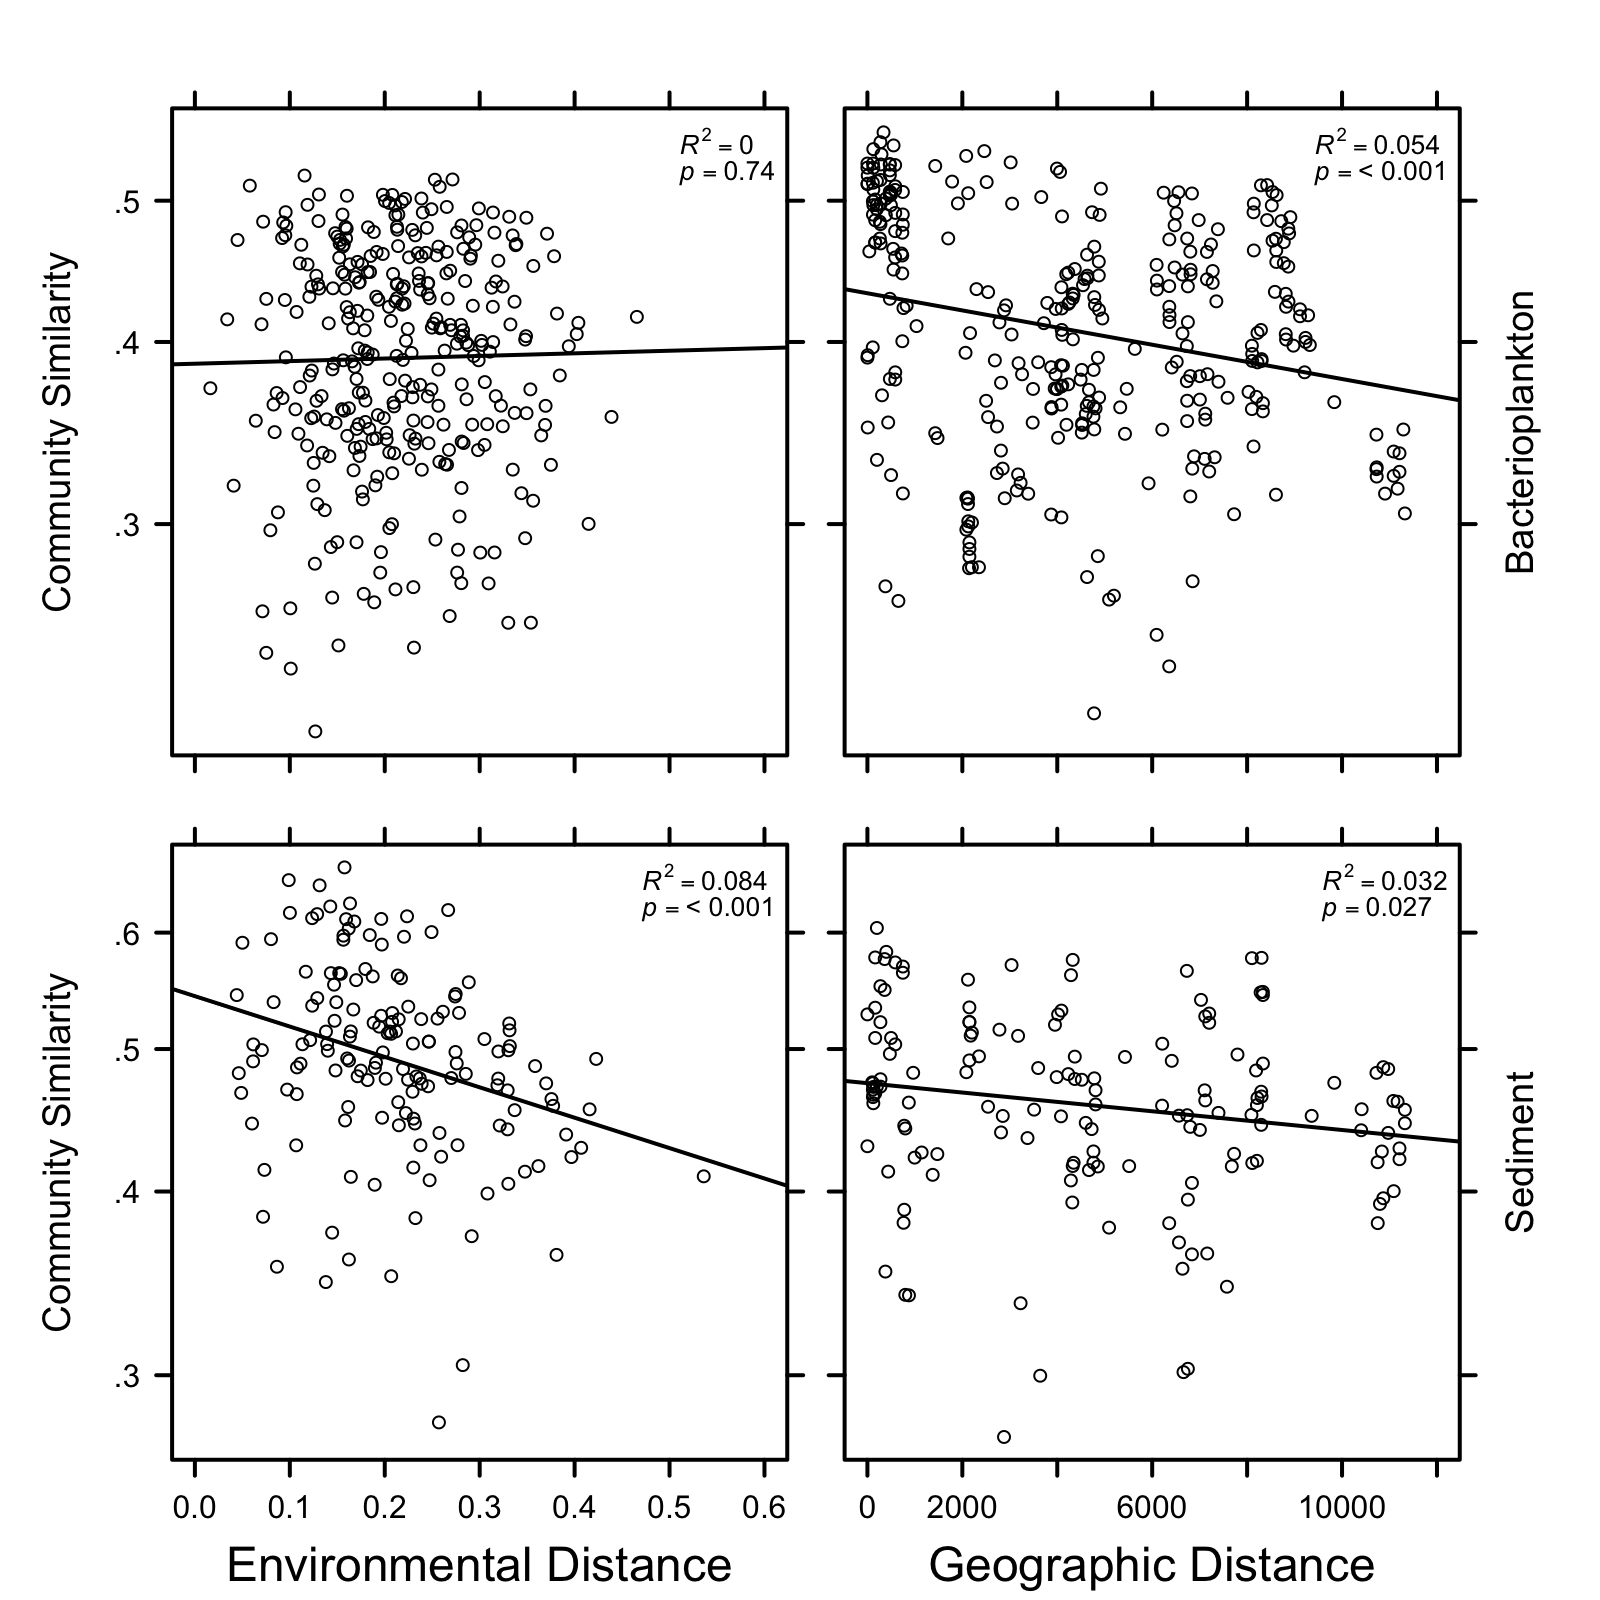 R² = 0
p = 0.74
R² = 0.054
p = < 0.001
.5
.4
.3
Community Similarity
Bacterioplankton
R² = 0.084
p = < 0.001
R² = 0.032
p = 0.027
.6
.5
.4
.3
Community Similarity
Sediment
0.0 0.1 0.2 0.3 0.4 0.5 0.6
0 2000 6000 10000
Environmental Distance
Geographic Distance